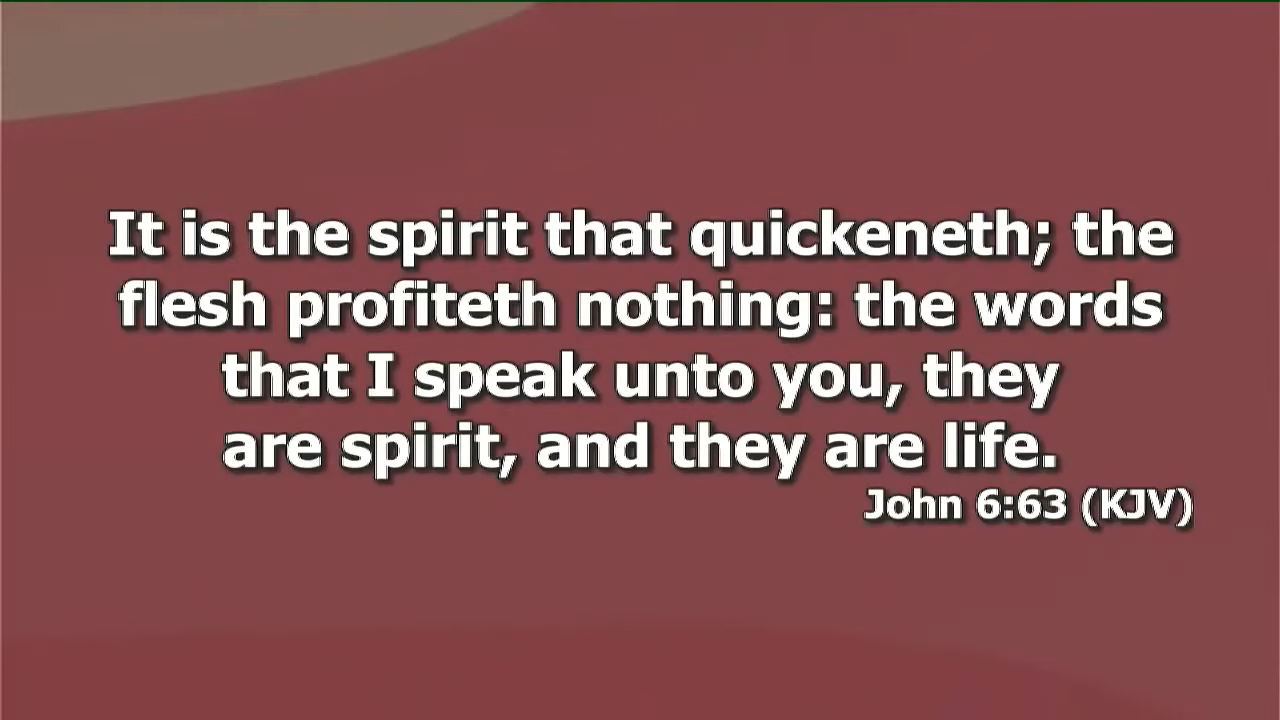 It is the spirit that quickeneth; the
flesh profiteth nothing: the words
that I speak unto you, they
are spirit, and they are life.
John 6:63 (KJV)